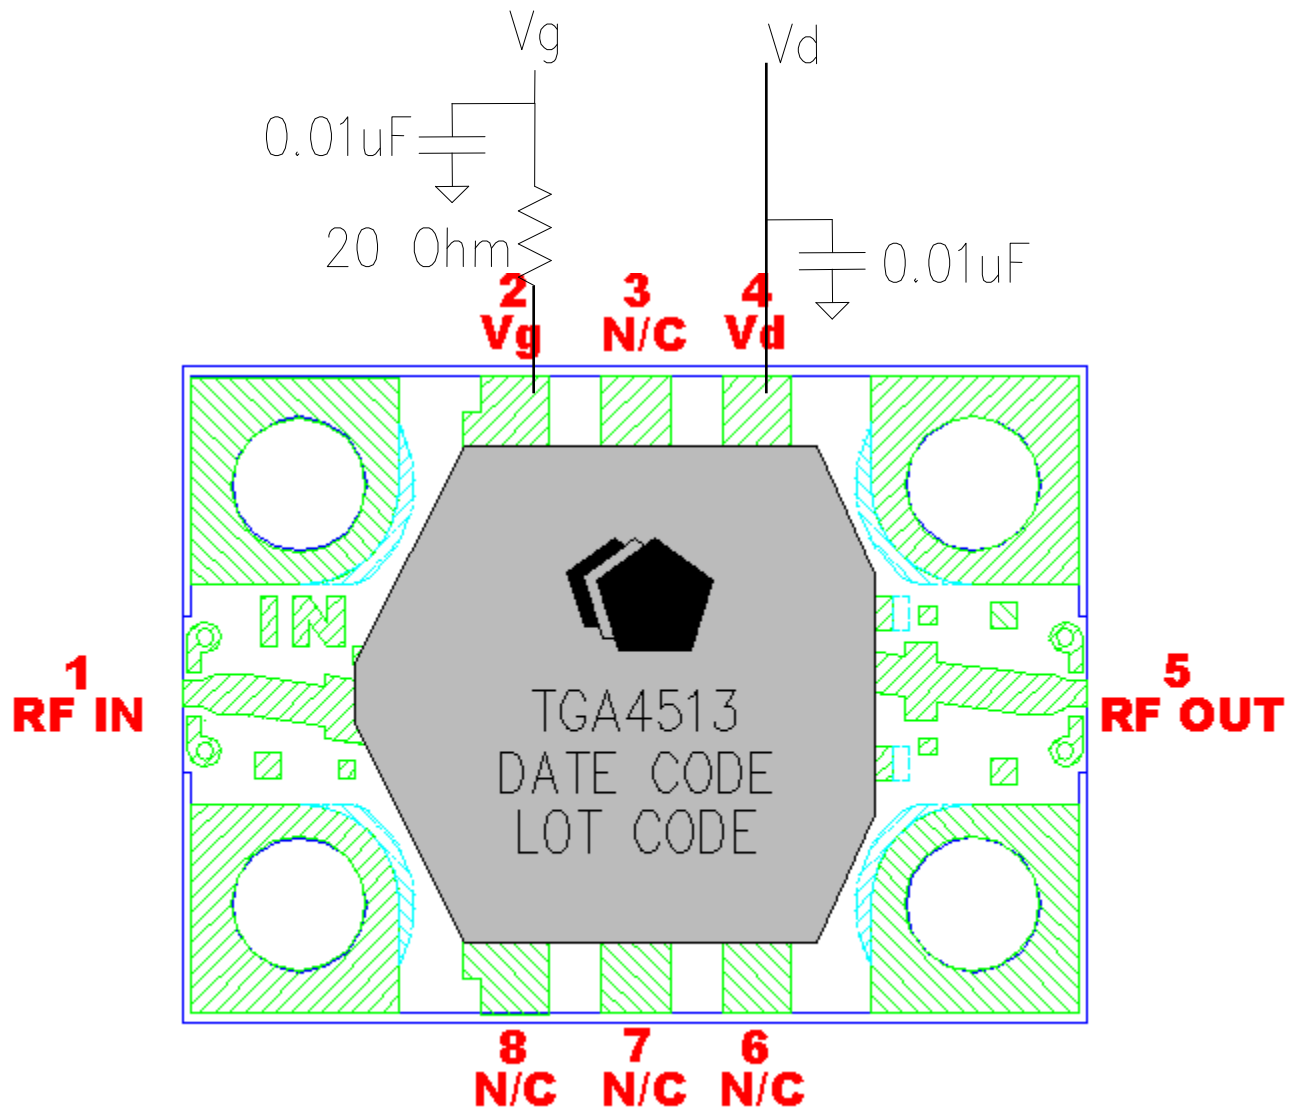 Vg
Vd
0.01uF
20 Ohm
0.01uF
2
Vg
3
N/C
4
Vd
IN
1
RF IN
5
RF OUT
TGA4513
DATE CODE
LOT CODE
8
N/C
7
N/C
6
N/C